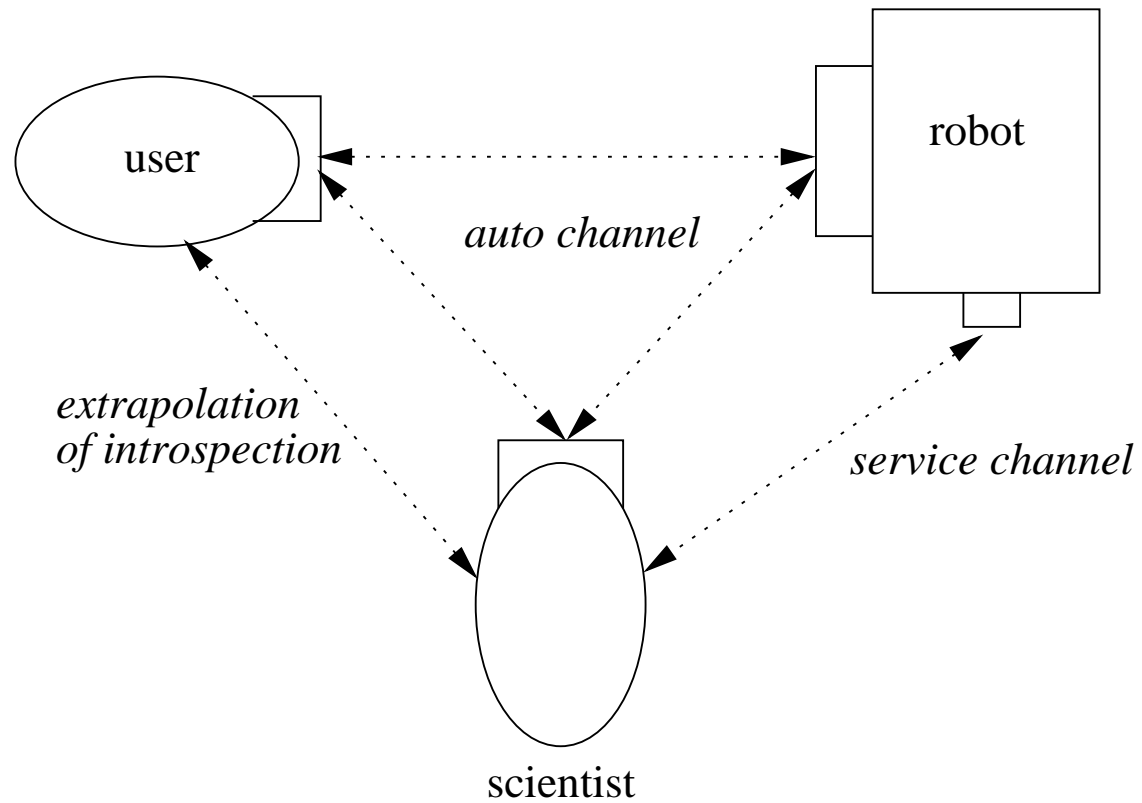 robot
user
auto channel
extrapolation
of introspection
service channel
scientist